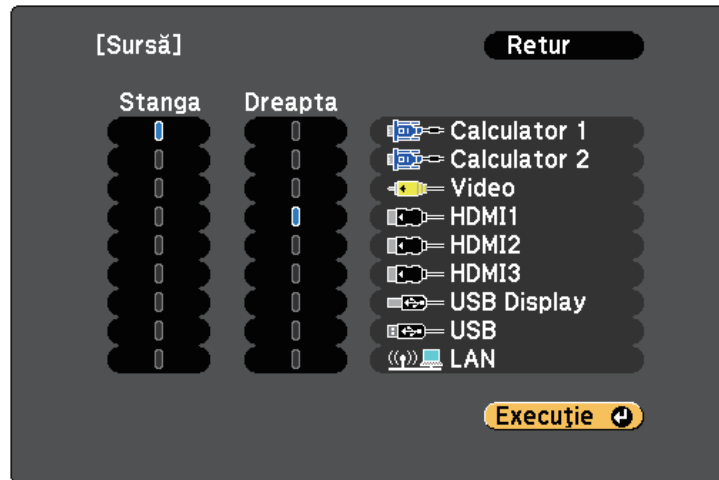 [Sursă]
Retur
Stanga Dreapta
Calculator 1
Calculator 2
Video
HDMI1
HDMI2
HDMI3
USB Display
USB
LAN
Execuţie